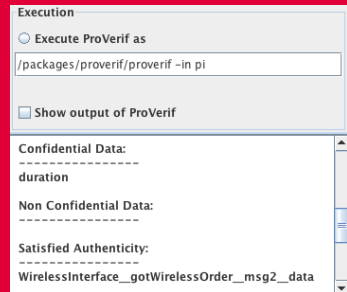 Execution
Execute ProVerif as
/packages/proverif/proverif -in pi
Show output of ProVerif
Confidential Data:
----------------
duration
Non Confidential Data:
----------------
Satisfied Authenticity:
----------------
WirelessInterface__gotWirelessOrder__msg2__data